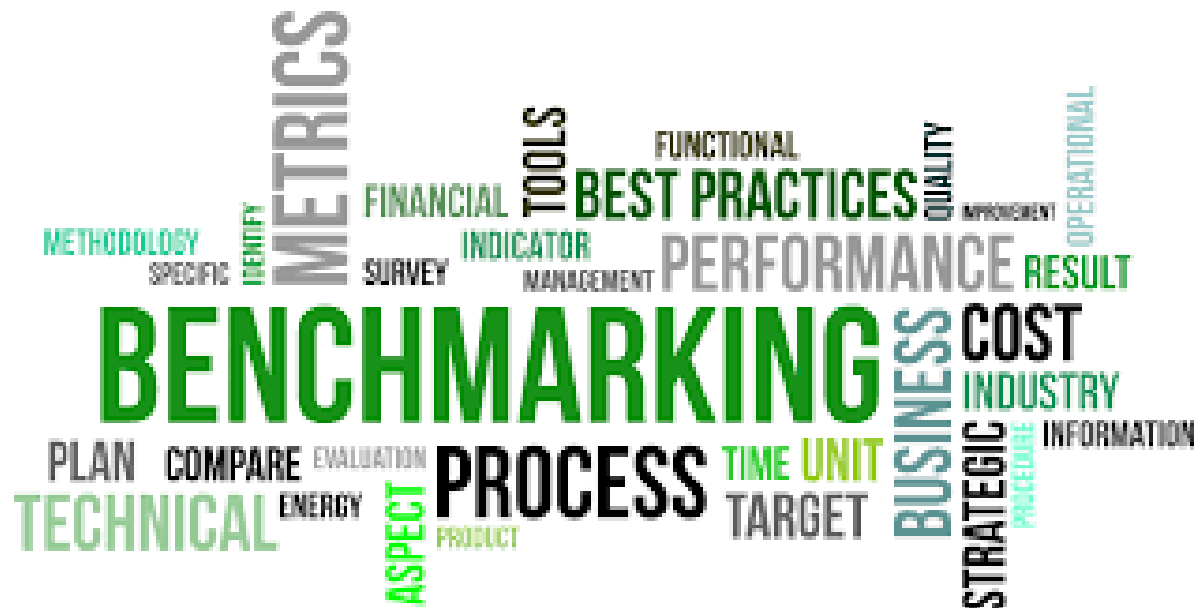 METRICS
TOOLS
FUNCTIONAL
QUALITY
OPERATIONAL
FINANCIAL
BEST PRACTICES
IMPROVEMENT
METHODOLOGY
IDENTIFY
INDICATOR
PERFORMANCE
SPECIFIC
SURVEY
MANAGEMENT
RESULT
BENCHMARKING
BUSINESS
COST
INDUSTRY
PLAN
COMPARE
EVALUATION
PROCESS
TIME
UNIT
STRATEGIC
PROCEDURE
INFORMATION
TECHNICAL
ENERGY
ASPECT
PRODUCT
TARGET